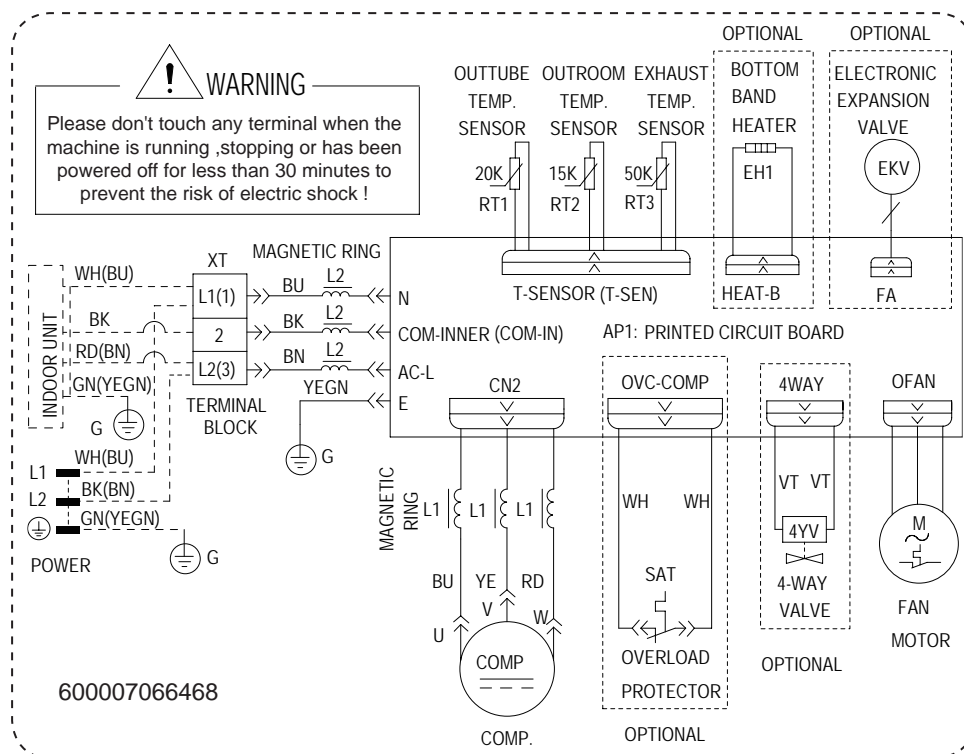 WARNING
Please don't touch any terminal when the
machine is running ,stopping or has been
powered off for less than 30 minutes to
prevent the risk of electric shock !
OUTTUBE
TEMP.
SENSOR
OUTROOM
TEMP.
SENSOR
EXHAUST
TEMP.
SENSOR
OPTIONAL
BOTTOM
BAND
HEATER
OPTIONAL
ELECTRONIC
EXPANSION
VALVE
20K
RT1
15K
RT2
50K
RT3
EH1
EKV
T-SENSOR (T-SEN)
HEAT-B
FA
INDOOR UNIT
WH(BU)
BK
RD(BN)
GN(YEGN)
G
XT
L1(1)
2
L2(3)
TERMINAL
BLOCK
MAGNETIC RING
BU
L2
N
BK
L2
COM-INNER (COM-IN)
BN
L2
AC-L
YEGN
E
G
AP1: PRINTED CIRCUIT BOARD
L1
WH(BU)
L2
BK(BN)
GN(YEGN)
G
POWER
CN2
OVC-COMP
4WAY
OFAN
MAGNETIC
RING
L1
L1
L1
BU
YE
RD
U
V
W
COMP
COMP.
WH
WH
SAT
OVERLOAD
PROTECTOR
OPTIONAL
VT
VT
4YV
4-WAY
VALVE
OPTIONAL
M
FAN
MOTOR
600007066468